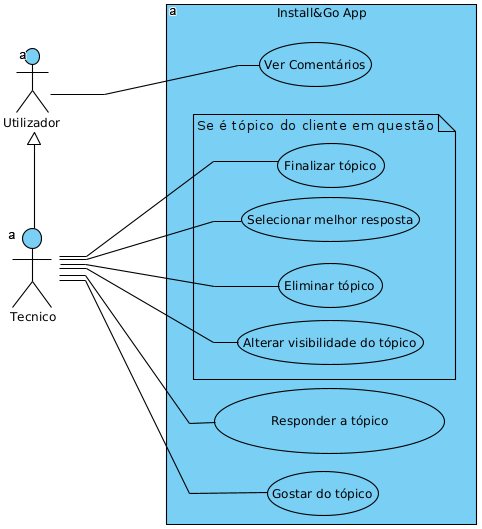 a
Install&Go App
a
Utilizador
Ver Comentários
Se é tópico do cliente em questão
Finalizar tópico
Selecionar melhor resposta
a
Tecnico
Eliminar tópico
Alterar visibilidade do tópico
Responder a tópico
Gostar do tópico